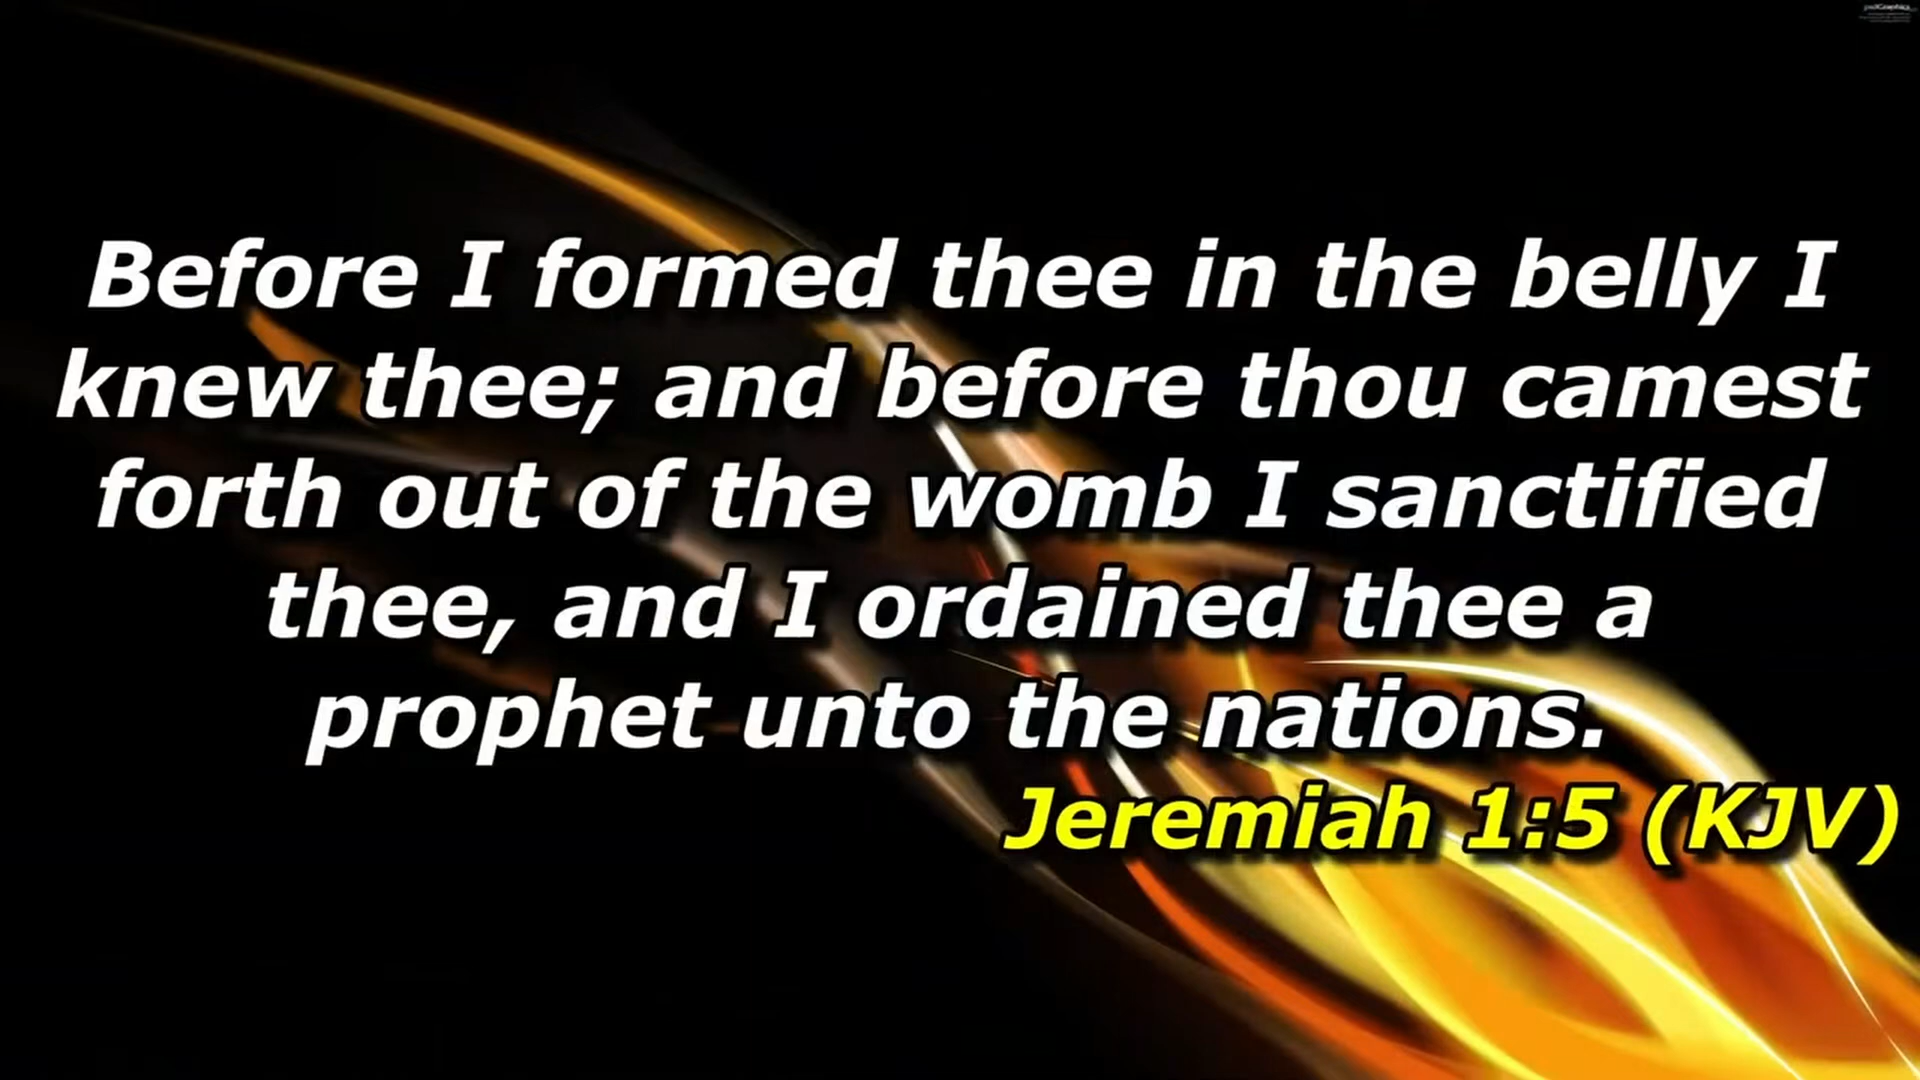 Before I formed thee in the belly I
knew thee; and before thou camest
forth out of the womb I sanctified
thee, and I ordained thee a
prophet unto the nations.
Jeremiah 1:5 (KJV)